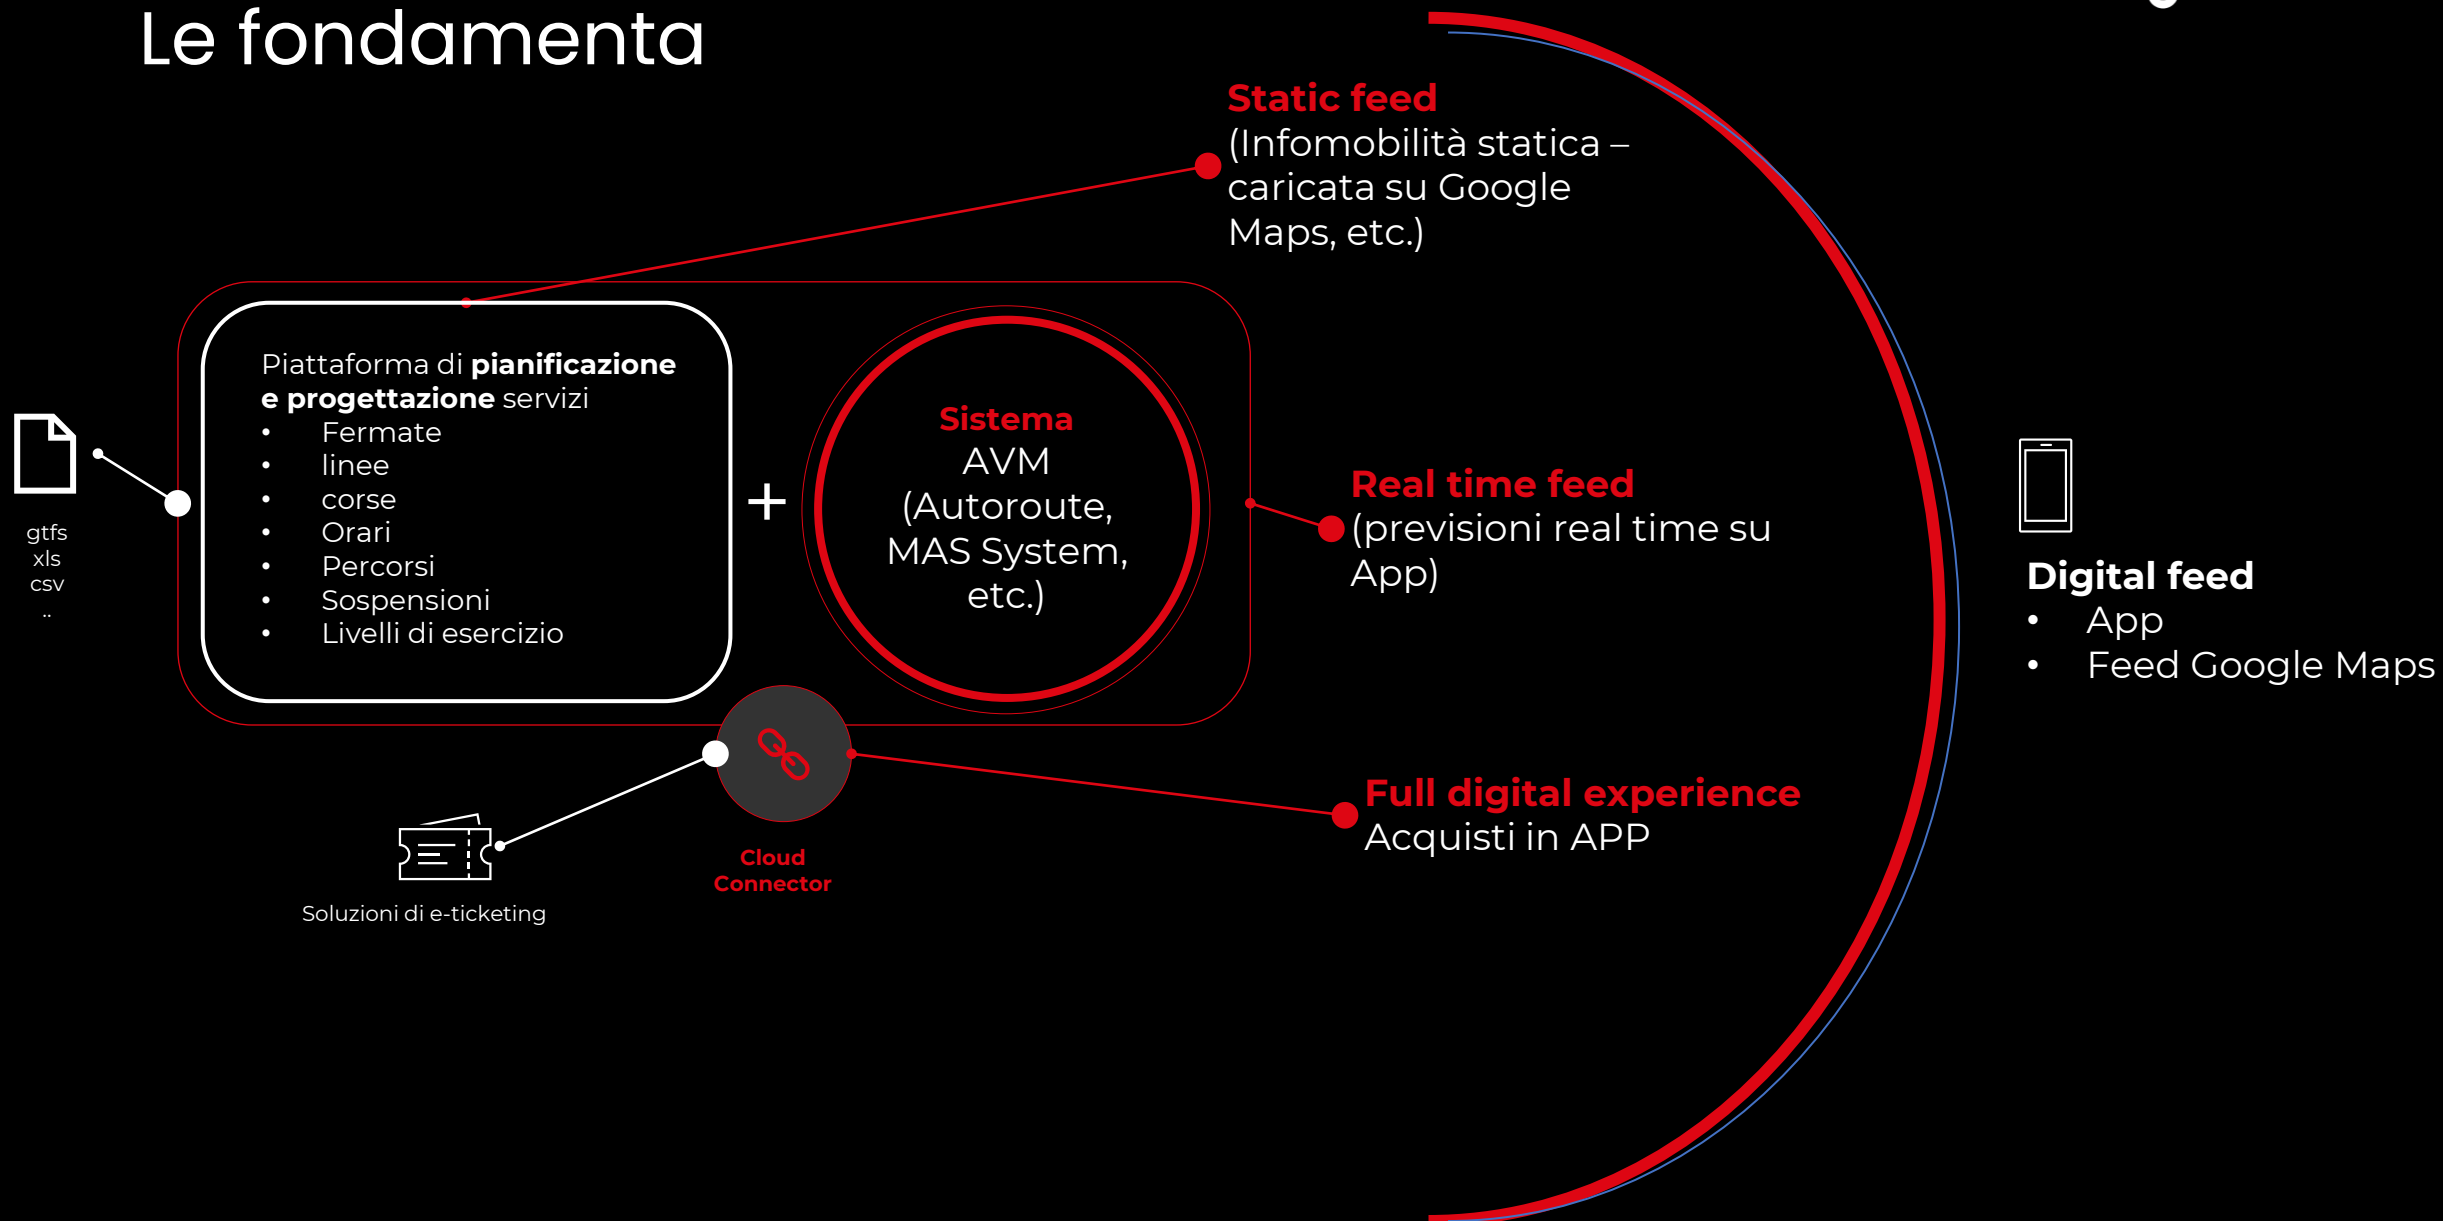 Le fondamenta
Static feed
(Infomobilità statica –
caricata su Google
Maps, etc.)
Piattaforma di pianificazione
e progettazione servizi
• Fermate
• linee
• corse
• Orari
• Percorsi
• Sospensioni
• Livelli di esercizio
gtfs
xls
csv
..
+
Sistema
AVM
(Autoroute,
MAS System,
etc.)
Real time feed
(previsioni real time su
App)
Digital feed
• App
• Feed Google Maps
Full digital experience
Acquisti in APP
Cloud
Connector
Soluzioni di e-ticketing